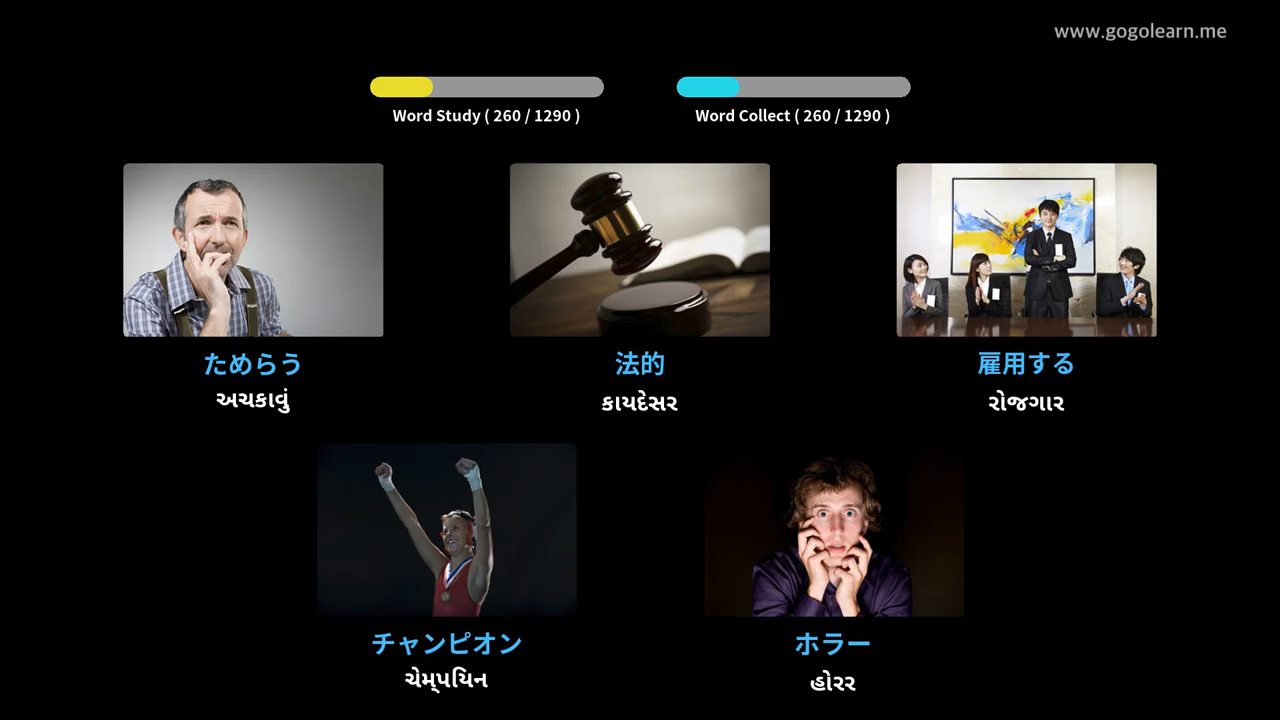 www.gogolearn.me
Word Study ( 260 / 1290 )
Word Collect ( 260 / 1290 )
ためらう
法的
雇用する
અચકાવું
કાયદેસર
રોજગાર
チャンピオン
ホラー
ચેમ્પયિન
હોરર